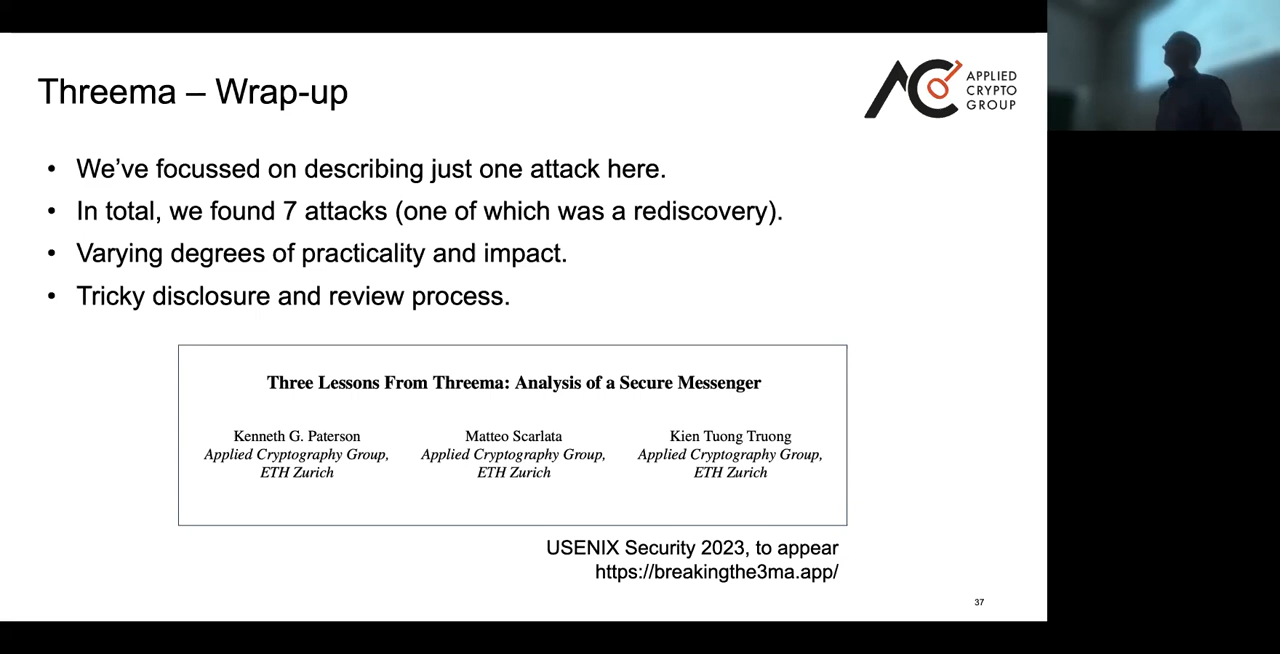 Threema – Wrap-up
APPLIED
CRYPTO
GROUP
• We've focussed on describing just one attack here.
• In total, we found 7 attacks (one of which was a rediscovery).
• Varying degrees of practicality and impact.
• Tricky disclosure and review process.
Three Lessons From Threema: Analysis of a Secure Messenger
Kenneth G. Paterson
Applied Cryptography Group,
ETH Zurich
Matteo Scarlata
Applied Cryptography Group,
ETH Zurich
Kien Tuong Truong
Applied Cryptography Group,
ETH Zurich
USENIX Security 2023, to appear
https://breakingthe3ma.app/
37